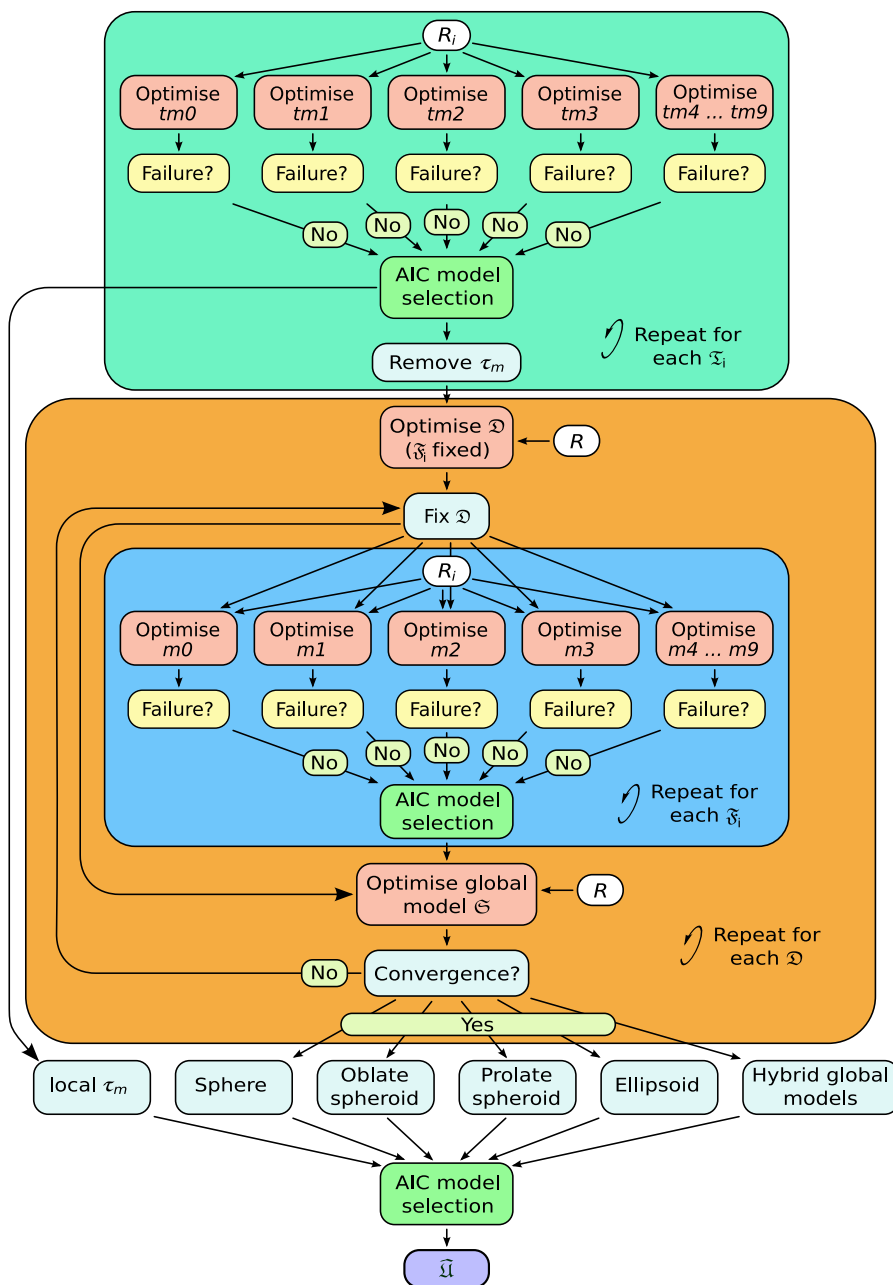 R_i
Optimise
tm0
Optimise
tm1
Optimise
tm2
Optimise
tm3
Optimise
tm4 ... tm9
Failure?
Failure?
Failure?
Failure?
Failure?
No
No
No
No
No
AIC model
selection
Repeat for
each 𝔗i
Remove τ_m
Optimise 𝔇
(𝔉i fixed)
R
Fix 𝔇
R_i
Optimise
m0
Optimise
m1
Optimise
m2
Optimise
m3
Optimise
m4 ... m9
Failure?
Failure?
Failure?
Failure?
Failure?
No
No
No
No
No
AIC model
selection
Repeat for
each 𝔉i
Optimise global
model 𝔖
R
Repeat for
each 𝔇
No
Convergence?
Yes
local τ_m
Sphere
Oblate
spheroid
Prolate
spheroid
Ellipsoid
Hybrid global
models
AIC model
selection
𝔘̂